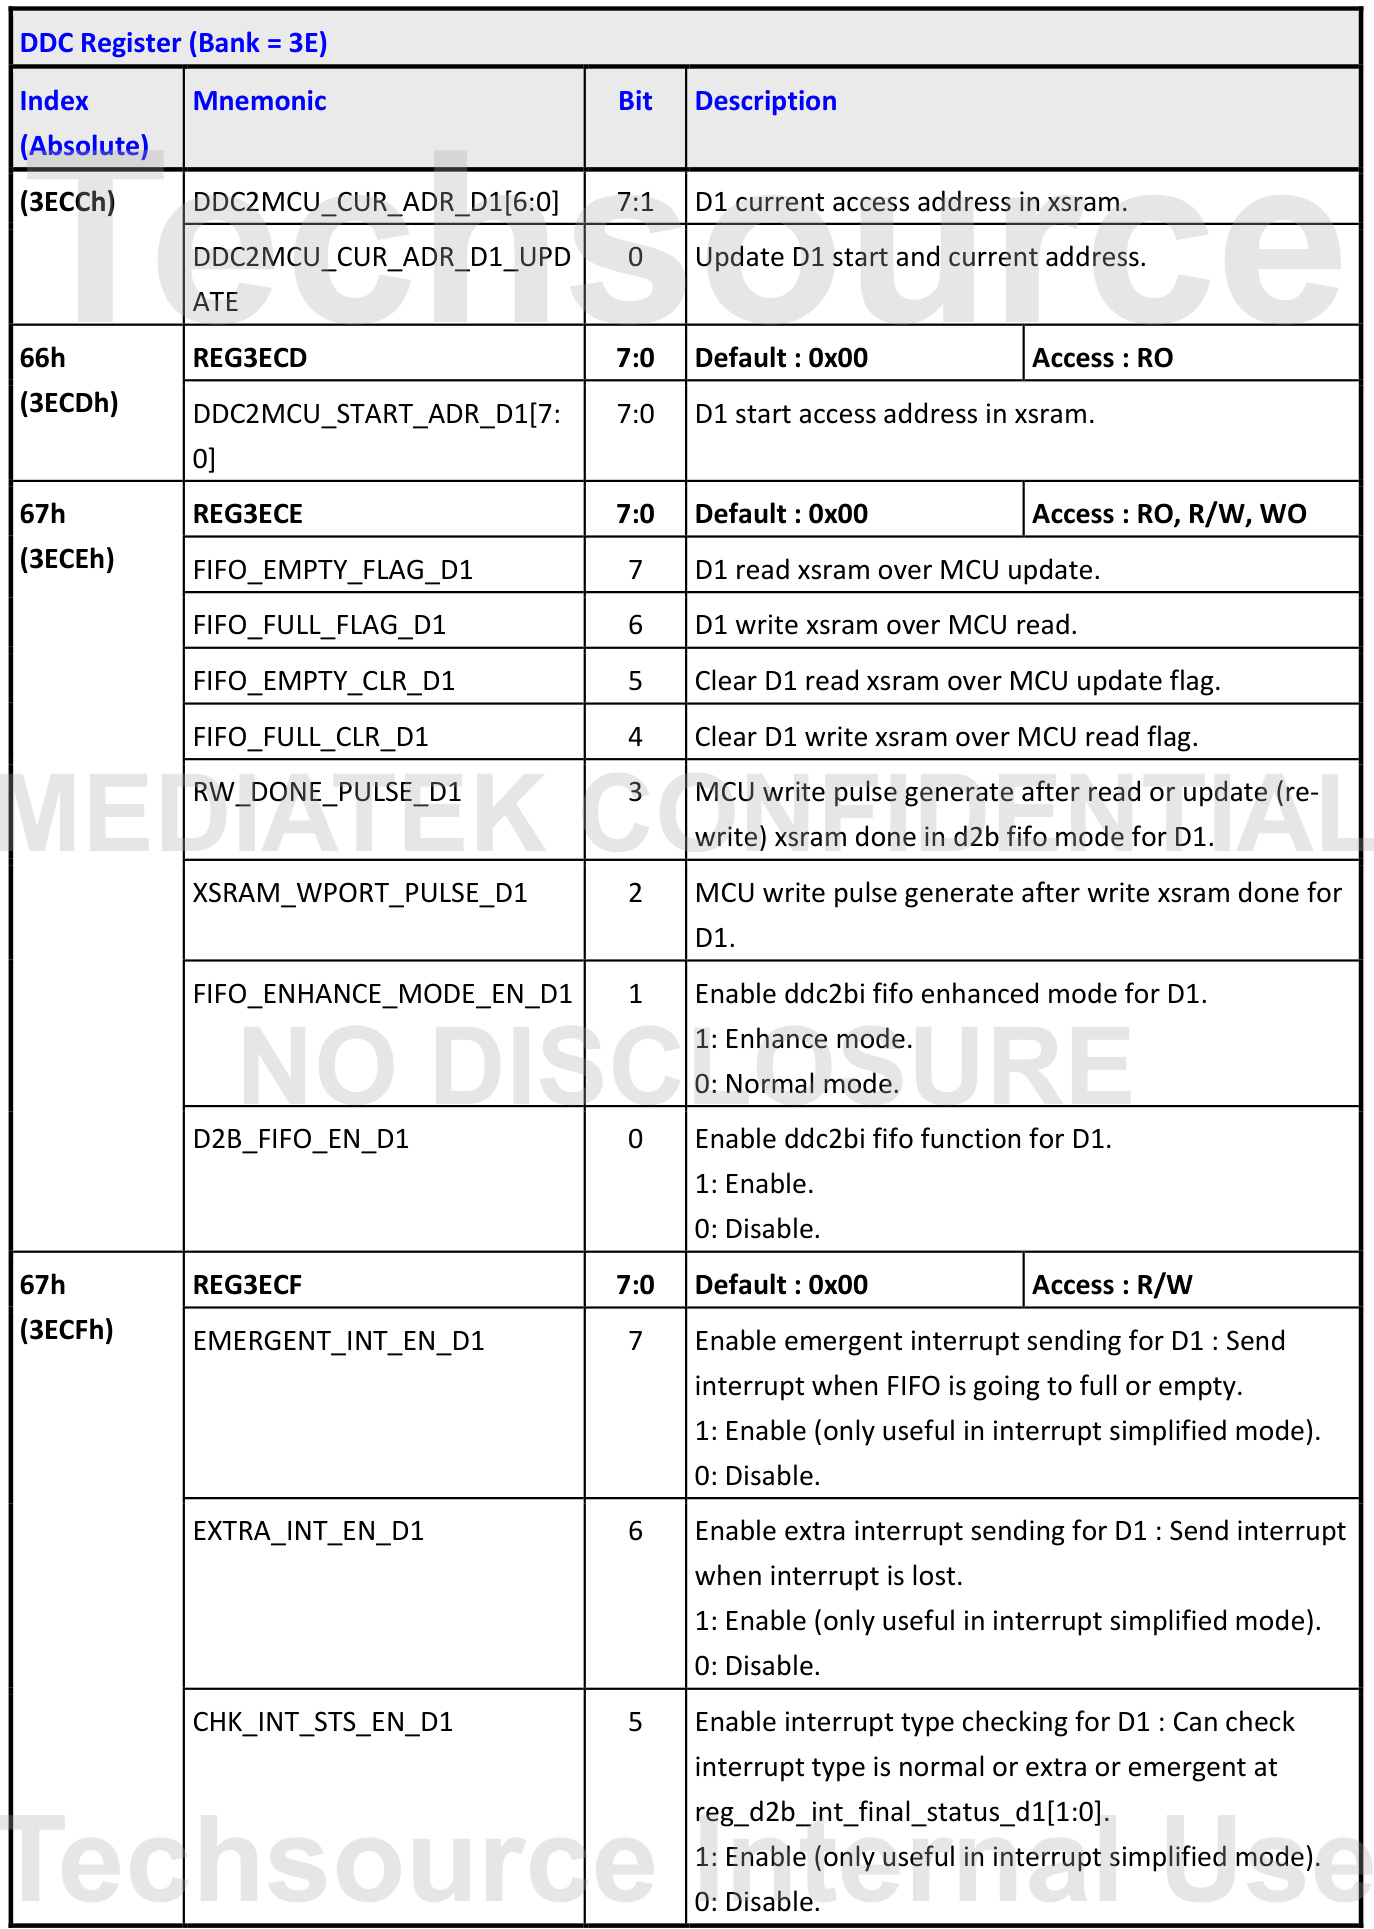 DDC Register (Bank = 3E)
Index
(Absolute)
Mnemonic
Bit
Description
(3ECCh)
DDC2MCU_CUR_ADR_D1[6:0]
7:1
D1 current access address in xsram.
DDC2MCU_CUR_ADR_D1_UPD
ATE
0
Update D1 start and current address.
Techsource
66h
(3ECDh)
REG3ECD
7:0
Default : 0x00
Access : RO
DDC2MCU_START_ADR_D1[7:
0]
7:0
D1 start access address in xsram.
67h
(3ECEh)
REG3ECE
7:0
Default : 0x00
Access : RO, R/W, WO
FIFO_EMPTY_FLAG_D1
7
D1 read xsram over MCU update.
FIFO_FULL_FLAG_D1
6
D1 write xsram over MCU read.
FIFO_EMPTY_CLR_D1
5
Clear D1 read xsram over MCU update flag.
FIFO_FULL_CLR_D1
4
Clear D1 write xsram over MCU read flag.
RW_DONE_PULSE_D1
3
MCU write pulse generate after read or update (re-
write) xsram done in d2b fifo mode for D1.
MEDIATEK CONFIDENTIAL
XSRAM_WPORT_PULSE_D1
2
MCU write pulse generate after write xsram done for
D1.
FIFO_ENHANCE_MODE_EN_D1
1
Enable ddc2bi fifo enhanced mode for D1.
1: Enhance mode.
0: Normal mode.
NO DISCLOSURE
D2B_FIFO_EN_D1
0
Enable ddc2bi fifo function for D1.
1: Enable.
0: Disable.
67h
(3ECFh)
REG3ECF
7:0
Default : 0x00
Access : R/W
EMERGENT_INT_EN_D1
7
Enable emergent interrupt sending for D1 : Send
interrupt when FIFO is going to full or empty.
1: Enable (only useful in interrupt simplified mode).
0: Disable.
EXTRA_INT_EN_D1
6
Enable extra interrupt sending for D1 : Send interrupt
when interrupt is lost.
1: Enable (only useful in interrupt simplified mode).
0: Disable.
CHK_INT_STS_EN_D1
5
Enable interrupt type checking for D1 : Can check
interrupt type is normal or extra or emergent at
reg_d2b_int_final_status_d1[1:0].
1: Enable (only useful in interrupt simplified mode).
0: Disable.
Techsource Internal Use